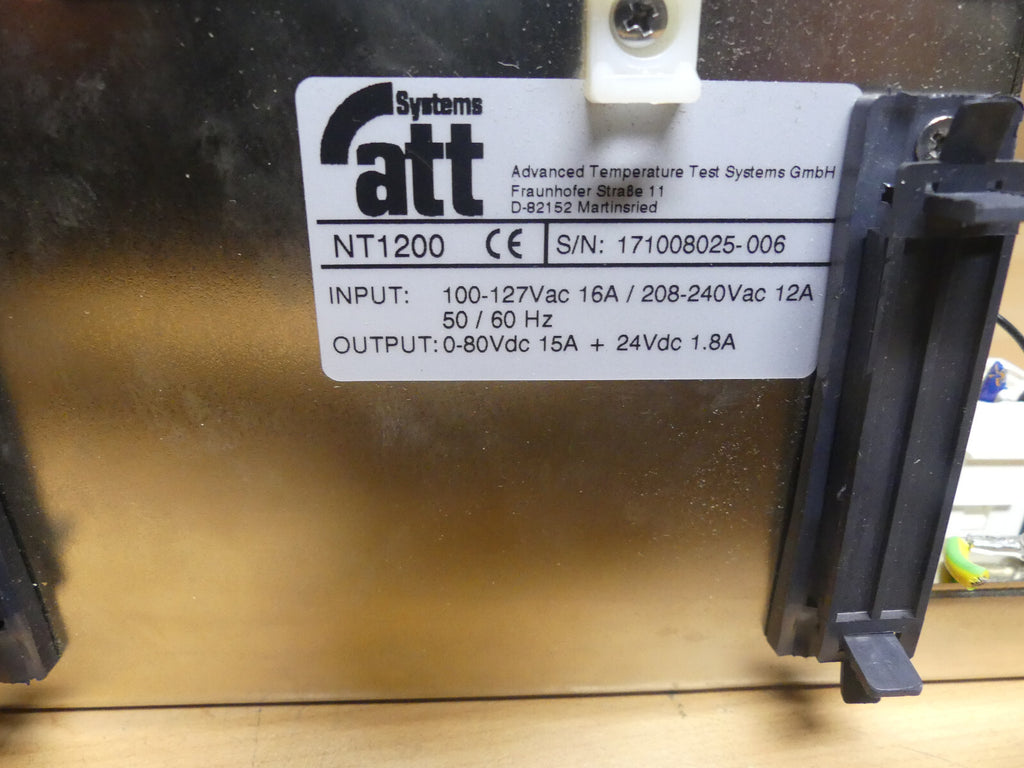 Systems
att
Advanced Temperature Test Systems GmbH
Fraunhofer Straße 11
D-82152 Martinsried
NT1200 CE S/N: 171008025-006
INPUT: 100-127Vac 16A / 208-240Vac 12A
50 / 60 Hz
OUTPUT: 0-80Vdc 15A + 24Vdc 1.8A